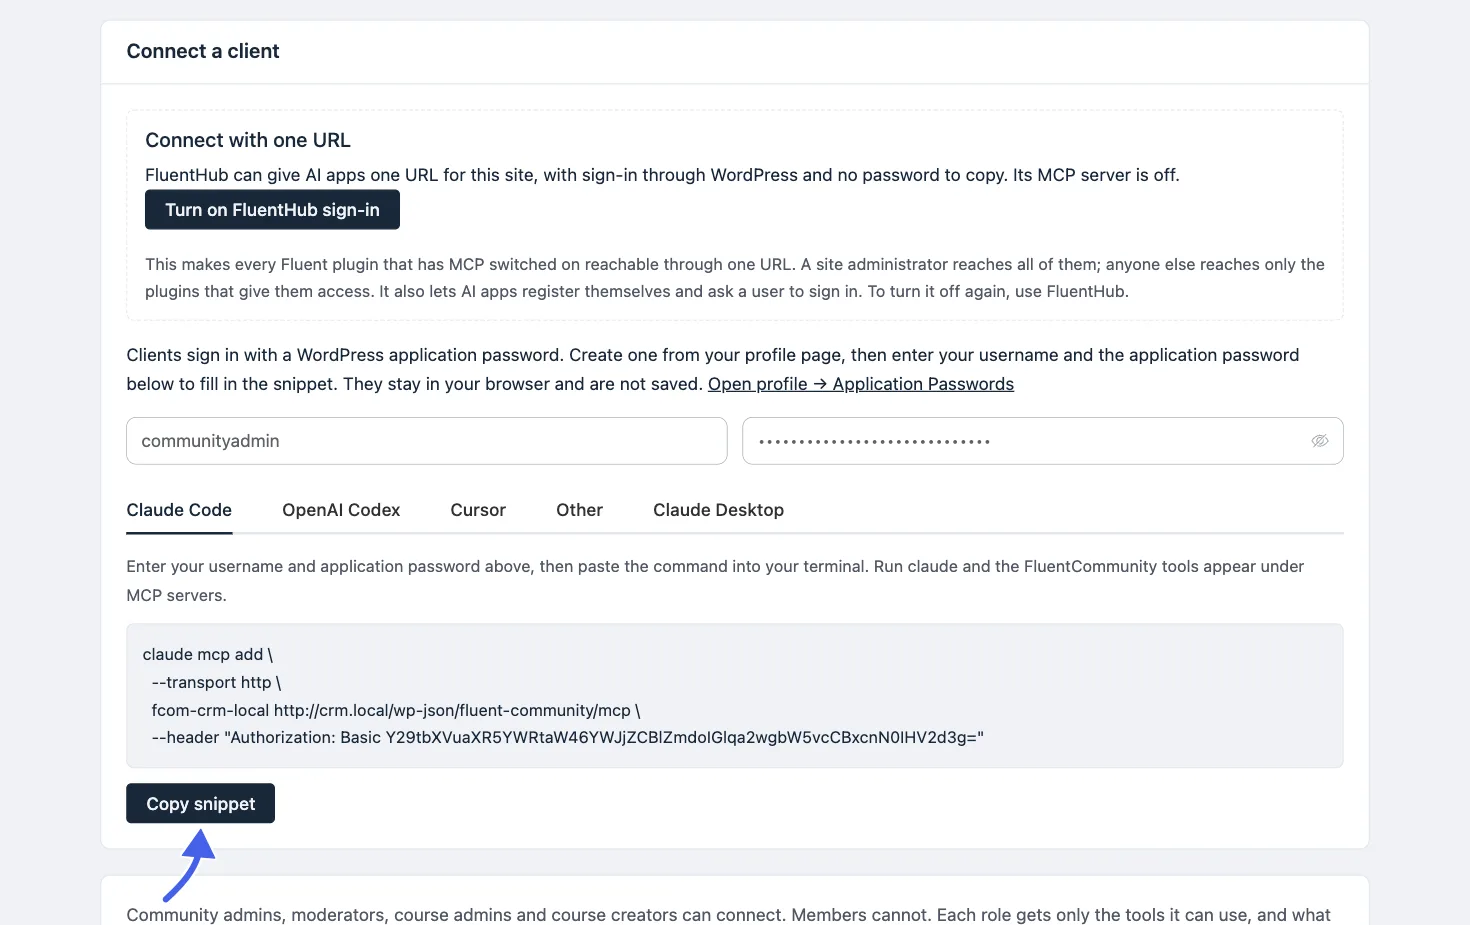 Connect a client
Connect with one URL
FluentHub can give AI apps one URL for this site, with sign-in through WordPress and no password to copy. Its MCP server is off.
Turn on FluentHub sign-in
This makes every Fluent plugin that has MCP switched on reachable through one URL. A site administrator reaches all of them; anyone else reaches only the
plugins that give them access. It also lets AI apps register themselves and ask a user to sign in. To turn it off again, use FluentHub.
Clients sign in with a WordPress application password. Create one from your profile page, then enter your username and the application password
below to fill in the snippet. They stay in your browser and are not saved. Open profile → Application Passwords
communityadmin
•••••••••••••••••••••••••••••
Claude Code OpenAI Codex Cursor Other Claude Desktop
Enter your username and application password above, then paste the command into your terminal. Run claude and the FluentCommunity tools appear under
MCP servers.
claude mcp add \
--transport http \
fcom-crm-local http://crm.local/wp-json/fluent-community/mcp \
--header "Authorization: Basic Y29tbXVuaXR5YWRtaW46YWJjZCBlZmdoIGlqa2wgbW5vcCBxcnN0IHV2d3g="
Copy snippet
Community admins, moderators, course admins and course creators can connect. Members cannot. Each role gets only the tools it can use, and what